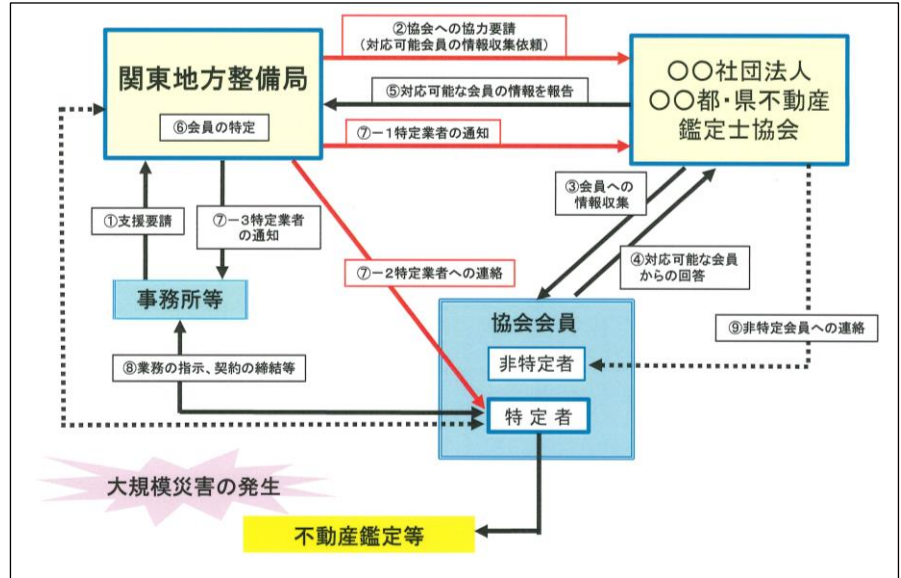 ②協会への協力要請
(対応可能会員の情報収集依頼)
関東地方整備局
⑥会員の特定
⑤対応可能な会員の情報を報告
⑦－1特定業者の通知
〇〇社団法人
〇〇都・県不動産
鑑定士協会
①支援要請
⑦－3特定業者
の通知
③会員への
情報収集
④対応可能な会員
からの回答
⑦－2特定業者への連絡
事務所等
⑧業務の指示、契約の締結等
協会会員
非特定者
特定者
⑨非特定会員への連絡
大規模災害の発生
不動産鑑定等